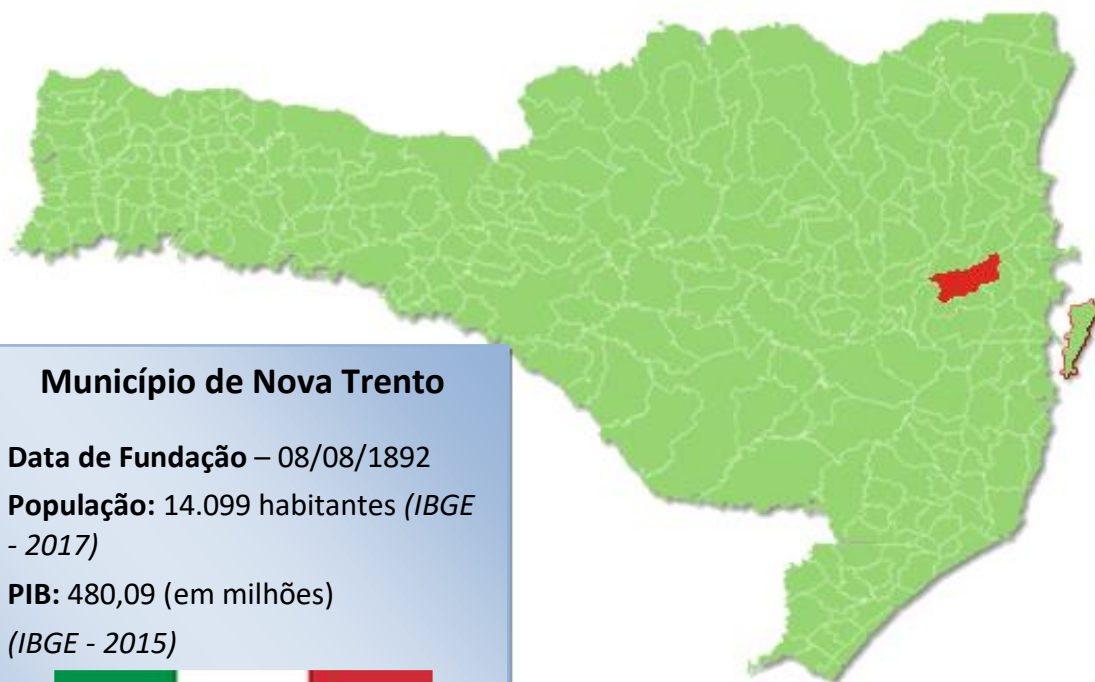 Município de Nova Trento
Data de Fundação – 08/08/1892
População: 14.099 habitantes (IBGE
- 2017)
PIB: 480,09 (em milhões)
(IBGE - 2015)